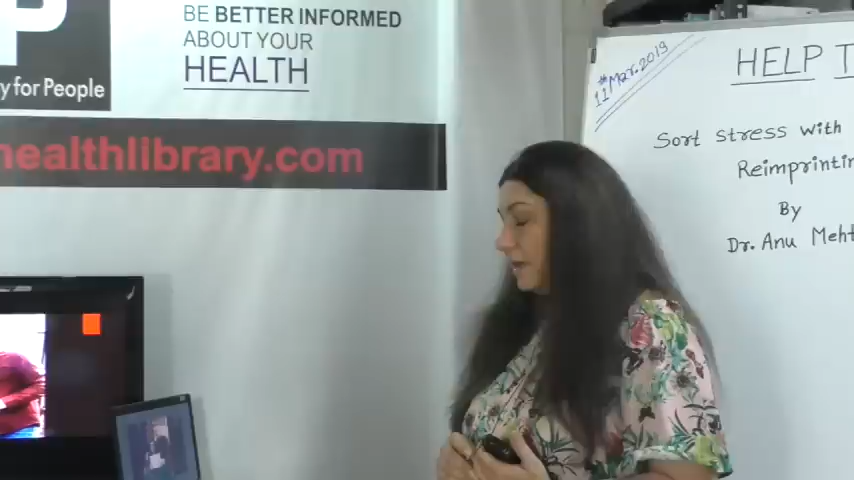 P
BE BETTER INFORMED
ABOUT YOUR
HEALTH
y for People
healthlibrary.com
11 Mar. 2019
HELP T
Sort stress with
Reimprintin
By
Dr. Anu Meht